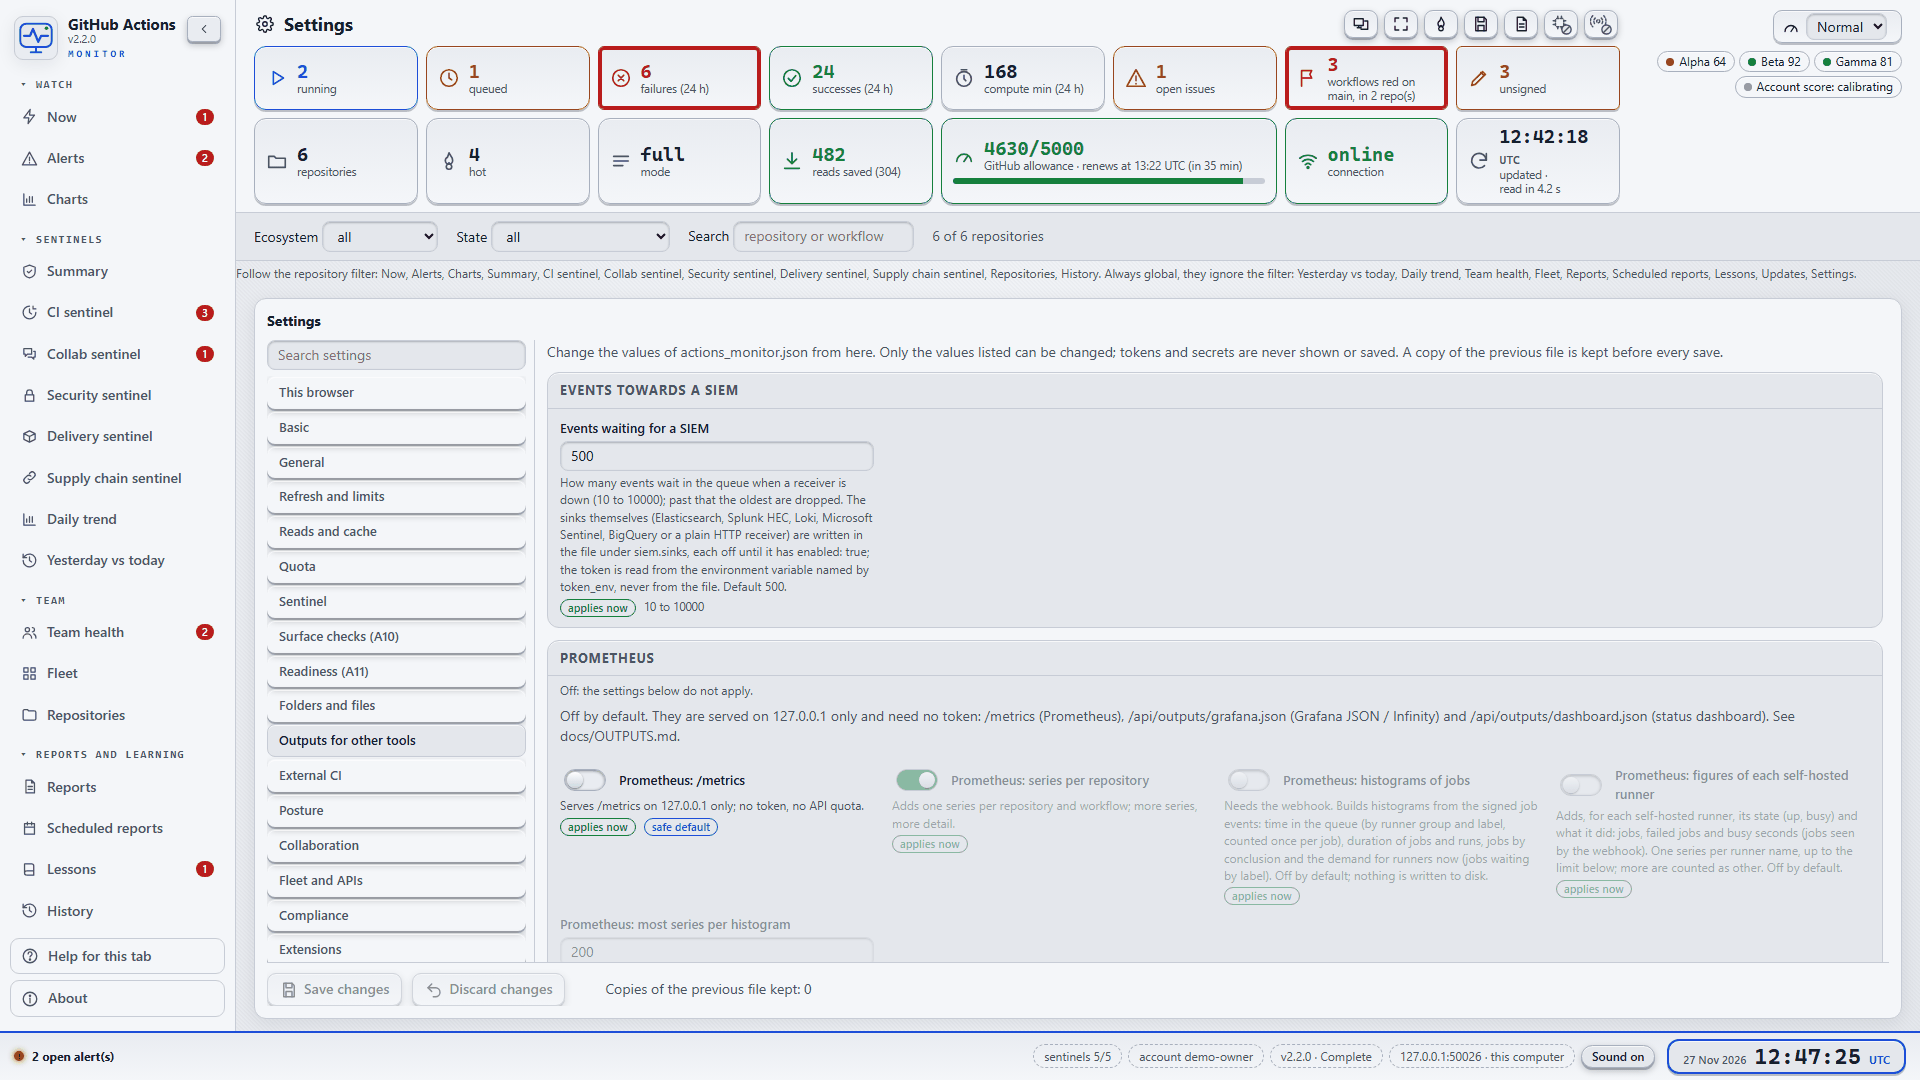 GitHub Actions
v2.2.0
MONITOR
WATCH
Now 1
Alerts 2
Charts
SENTINELS
Summary
CI sentinel 3
Collab sentinel 1
Security sentinel
Delivery sentinel
Supply chain sentinel
Daily trend
Yesterday vs today
TEAM
Team health 2
Fleet
Repositories
REPORTS AND LEARNING
Reports
Scheduled reports
Lessons 1
History
Help for this tab
About
Settings
Normal
Alpha 64
Beta 92
Gamma 81
Account score: calibrating
2
running
1
queued
6
failures (24 h)
24
successes (24 h)
168
compute min (24 h)
1
open issues
3
workflows red on
main, in 2 repo(s)
3
unsigned
6
repositories
4
hot
full
mode
482
reads saved (304)
4630/5000
GitHub allowance · renews at 13:22 UTC (in 35 min)
online
connection
12:42:18
UTC
updated ·
read in 4.2 s
Ecosystem all State all Search repository or workflow 6 of 6 repositories
Follow the repository filter: Now, Alerts, Charts, Summary, CI sentinel, Collab sentinel, Security sentinel, Delivery sentinel, Supply chain sentinel, Repositories, History. Always global, they ignore the filter: Yesterday vs today, Daily trend, Team health, Fleet, Reports, Scheduled reports, Lessons, Updates, Settings.
Settings
Search settings
This browser
Basic
General
Refresh and limits
Reads and cache
Quota
Sentinel
Surface checks (A10)
Readiness (A11)
Folders and files
Outputs for other tools
External CI
Posture
Collaboration
Fleet and APIs
Compliance
Extensions
Change the values of actions_monitor.json from here. Only the values listed can be changed; tokens and secrets are never shown or saved. A copy of the previous file is kept before every save.
EVENTS TOWARDS A SIEM
Events waiting for a SIEM
500
How many events wait in the queue when a receiver is
down (10 to 10000); past that the oldest are dropped. The
sinks themselves (Elasticsearch, Splunk HEC, Loki, Microsoft
Sentinel, BigQuery or a plain HTTP receiver) are written in
the file under siem.sinks, each off until it has enabled: true;
the token is read from the environment variable named by
token_env, never from the file. Default 500.
applies now 10 to 10000
PROMETHEUS
Off: the settings below do not apply.
Off by default. They are served on 127.0.0.1 only and need no token: /metrics (Prometheus), /api/outputs/grafana.json (Grafana JSON / Infinity) and /api/outputs/dashboard.json (status dashboard). See
docs/OUTPUTS.md.
Prometheus: /metrics
Serves /metrics on 127.0.0.1 only; no token, no API quota.
applies now safe default
Prometheus: series per repository
Adds one series per repository and workflow; more series,
more detail.
applies now
Prometheus: histograms of jobs
Needs the webhook. Builds histograms from the signed job
events: time in the queue (by runner group and label,
counted once per job), duration of jobs and runs, jobs by
conclusion and the demand for runners now (jobs waiting
by label). Off by default; nothing is written to disk.
applies now
Prometheus: figures of each self-hosted
runner
Adds, for each self-hosted runner, its state (up, busy) and
what it did: jobs, failed jobs and busy seconds (jobs seen
by the webhook). One series per runner name, up to the
limit below; more are counted as other. Off by default.
applies now
Prometheus: most series per histogram
200
Save changes
Discard changes
Copies of the previous file kept: 0
2 open alert(s)
sentinels 5/5
account demo-owner
v2.2.0 · Complete
127.0.0.1:50026 · this computer
Sound on
27 Nov 2026 12:47:25 UTC